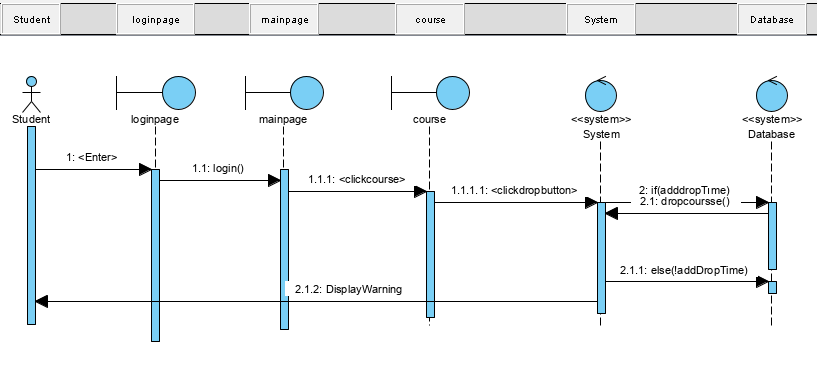 Student
loginpage
mainpage
course
System
Database
Student
loginpage
mainpage
course
<<system>>
System
<<system>>
Database
1: <Enter>
1.1: login()
1.1.1: <clickcourse>
1.1.1.1: <clickdropbutton>
2: if(adddropTime)
2.1: dropcoursse()
2.1.1: else(!addDropTime)
2.1.2: DisplayWarning